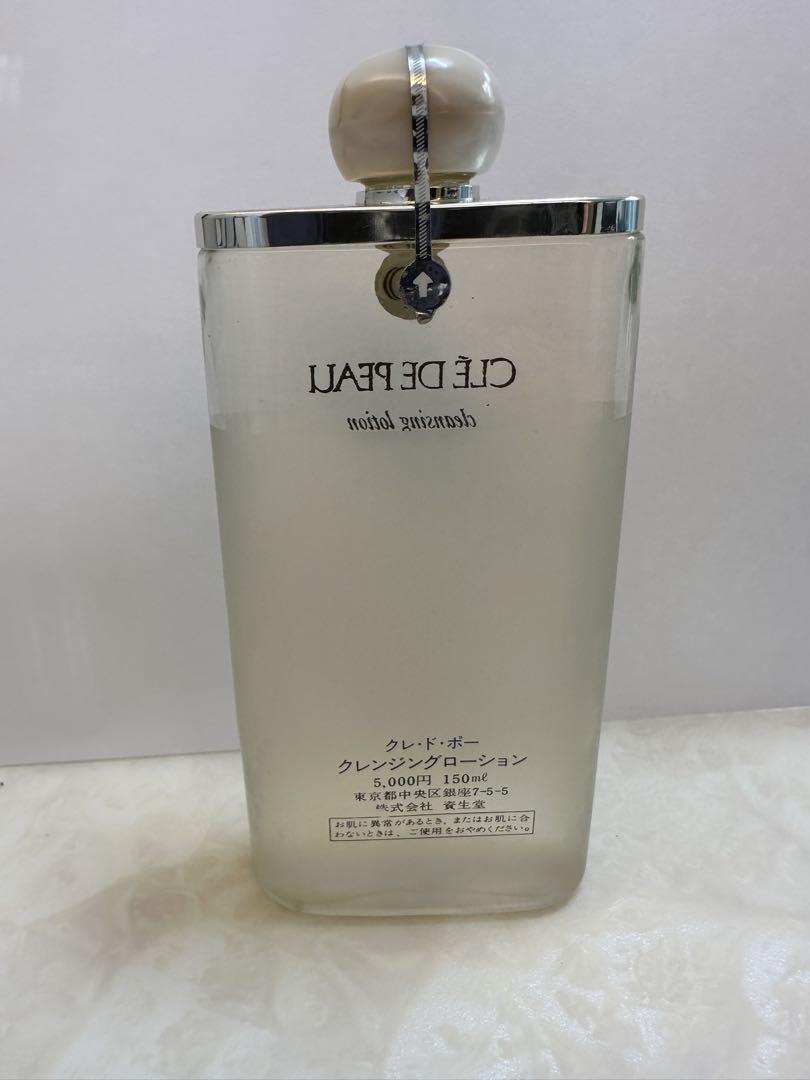 CLÉ DE PEAU
cleansing lotion
クレ・ド・ポー
クレンジングローション
5,000円 150mℓ
東京都中央区銀座7-5-5
株式会社 資生堂
お肌に異常があるとき、またはお肌に合
わないときは、ご使用をおやめください。